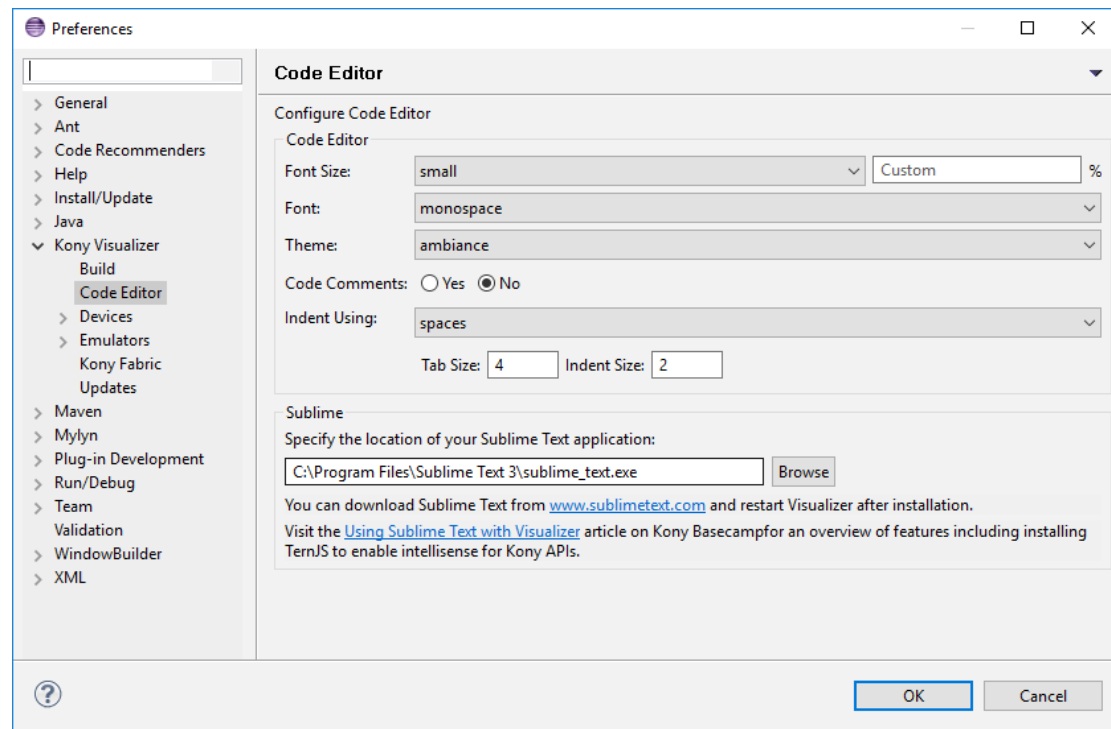 Preferences
General
Ant
Code Recommenders
Help
Install/Update
Java
Kony Visualizer
Build
Code Editor
Devices
Emulators
Kony Fabric
Updates
Maven
Mylyn
Plug-in Development
Run/Debug
Team
Validation
WindowBuilder
XML
Code Editor
Configure Code Editor
Code Editor
Font Size: small Custom %
Font: monospace
Theme: ambiance
Code Comments: Yes No
Indent Using: spaces
Tab Size: 4 Indent Size: 2
Sublime
Specify the location of your Sublime Text application:
C:\Program Files\Sublime Text 3\sublime_text.exe Browse
You can download Sublime Text from www.sublimetext.com and restart Visualizer after installation.
Visit the Using Sublime Text with Visualizer article on Kony Basecampfor an overview of features including installing
TernJS to enable intellisense for Kony APIs.
? OK Cancel